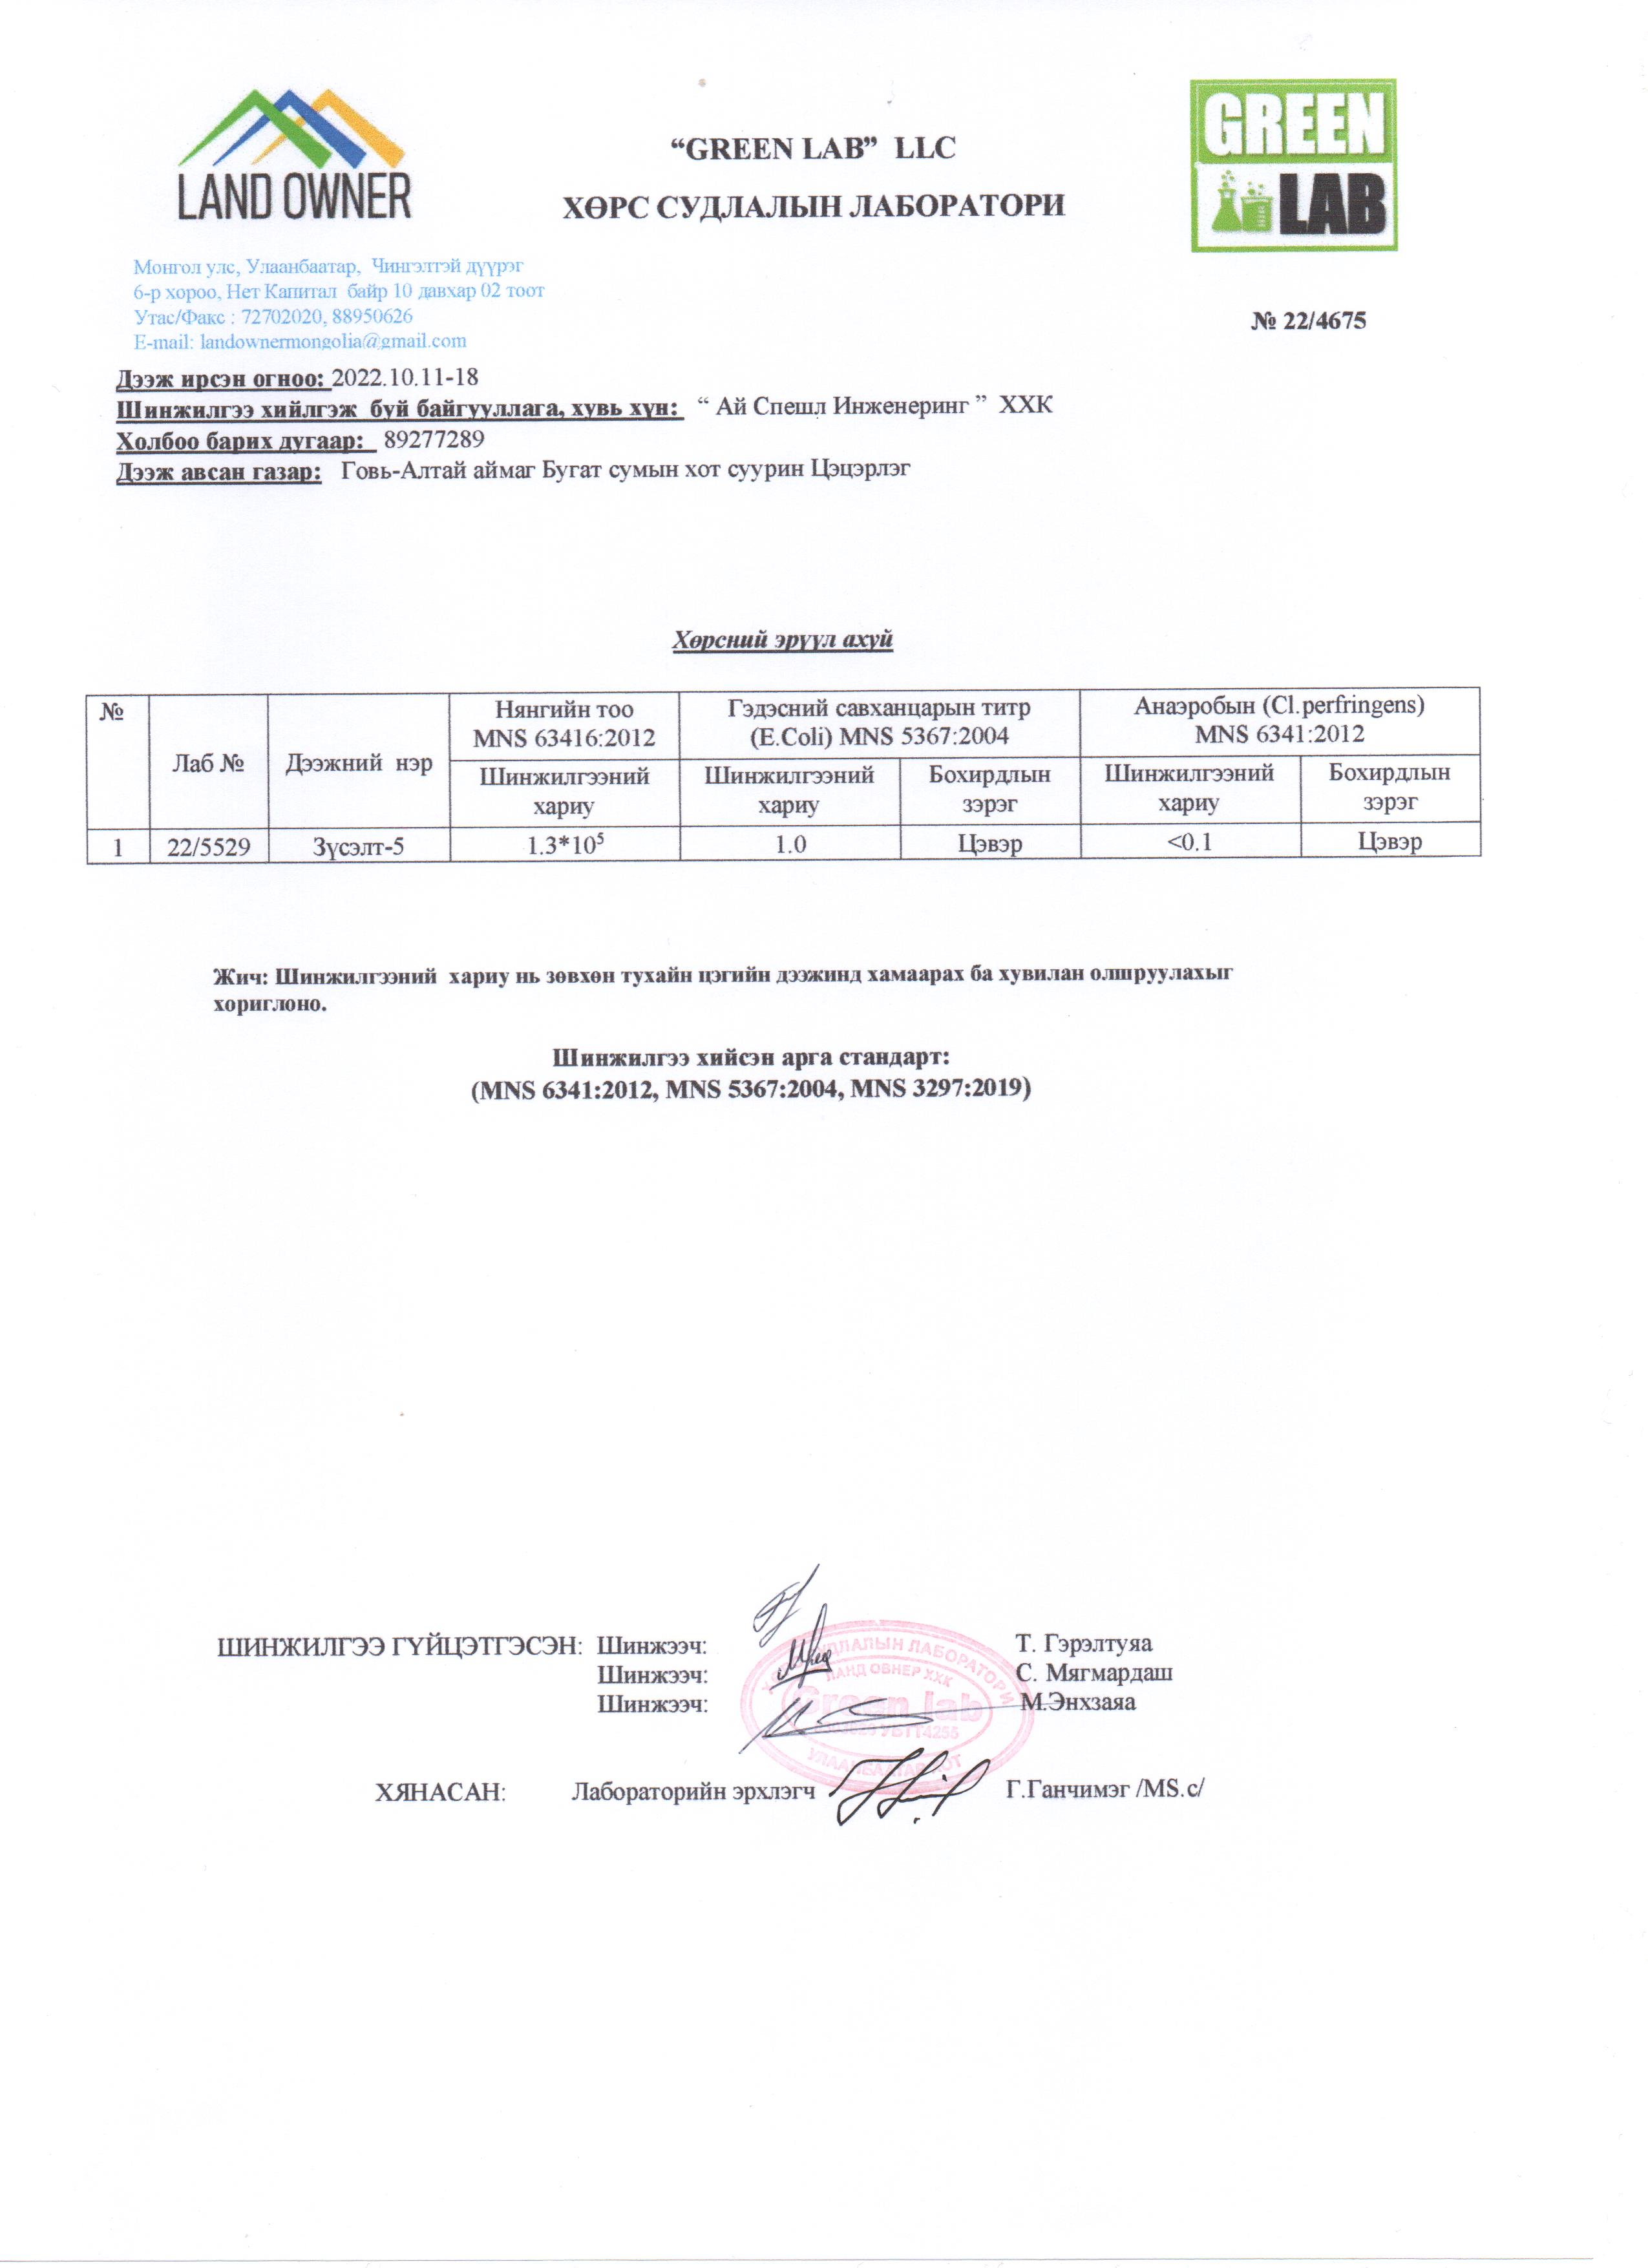 LAND OWNER
“GREEN LAB” LLC
ХӨРС СУДЛАЛЫН ЛАБОРАТОРИ
GREEN
LAB
Монгол улс, Улаанбаатар, Чингэлтэй дүүрэг
6-р хороо, Нет Капитал байр 10 давхар 02 тоот
Утас/Факс : 72702020, 88950626
E-mail: landownermongolia@gmail.com
№ 22/4675
Дээж ирсэн огноо: 2022.10.11-18
Шинжилгээ хийлгэж буй байгууллага, хувь хүн: “ Ай Спешл Инженеринг ” ХХК
Холбоо барих дугаар: 89277289
Дээж авсан газар: Говь-Алтай аймаг Бугат сумын хот суурин Цэцэрлэг
Хөрсний эрүүл ахуй
№ Лаб № Дээжний нэр
Нянгийн тоо
MNS 63416:2012
Гэдэсний савханцарын титр
(E.Coli) MNS 5367:2004
Анаэробын (Cl.perfringens)
MNS 6341:2012
Шинжилгээний
хариу
Шинжилгээний
хариу
Бохирдлын
зэрэг
Шинжилгээний
хариу
Бохирдлын
зэрэг
1 22/5529 Зүсэлт-5 1.3*10⁵ 1.0 Цэвэр <0.1 Цэвэр
Жич: Шинжилгээний хариу нь зөвхөн тухайн цэгийн дээжинд хамаарах ба хувилан олшруулахыг
хориглоно.
Шинжилгээ хийсэн арга стандарт:
(MNS 6341:2012, MNS 5367:2004, MNS 3297:2019)
ШИНЖИЛГЭЭ ГҮЙЦЭТГЭСЭН: Шинжээч: Т. Гэрэлтуяа
Шинжээч: С. Мягмардаш
Шинжээч: М.Энхзаяа
ЛАНД ОВНЕР ХХК
Green lab
ХЯНАСАН: Лабораторийн эрхлэгч Г.Ганчимэг /MS.c/